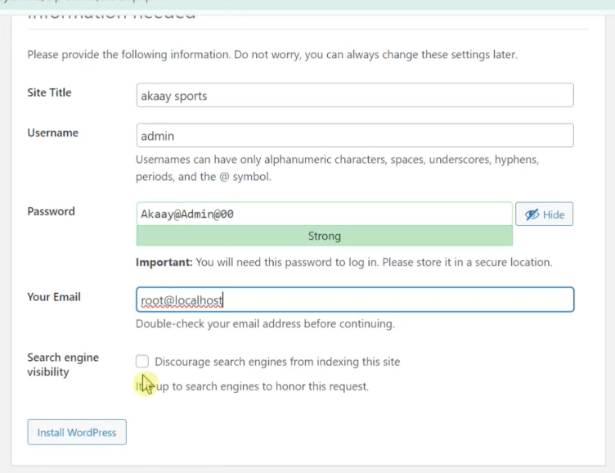 Information needed
Please provide the following information. Do not worry, you can always change these settings later.
Site Title
akaay sports
Username
admin
Usernames can have only alphanumeric characters, spaces, underscores, hyphens,
periods, and the @ symbol.
Password
Akaay@Admin@00
Hide
Strong
Important: You will need this password to log in. Please store it in a secure location.
Your Email
root@localhost
Double-check your email address before continuing.
Search engine
visibility
Discourage search engines from indexing this site
up to search engines to honor this request.
Install WordPress